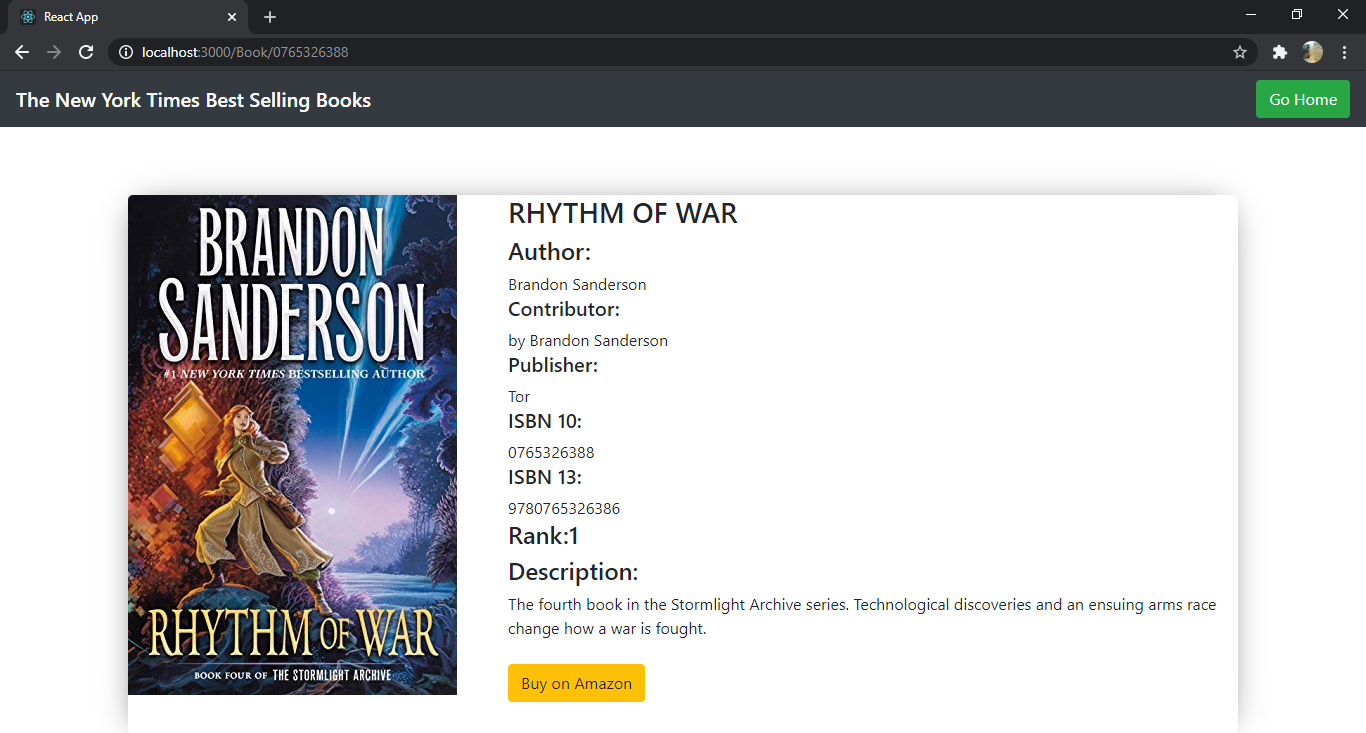 React App
localhost:3000/Book/0765326388
The New York Times Best Selling Books
Go Home
BRANDON
SANDERSON
#1 NEW YORK TIMES BESTSELLING AUTHOR
RHYTHM OF WAR
BOOK FOUR OF THE STORMLIGHT ARCHIVE
RHYTHM OF WAR
Author:
Brandon Sanderson
Contributor:
by Brandon Sanderson
Publisher:
Tor
ISBN 10:
0765326388
ISBN 13:
9780765326386
Rank:1
Description:
The fourth book in the Stormlight Archive series. Technological discoveries and an ensuing arms race
change how a war is fought.
Buy on Amazon